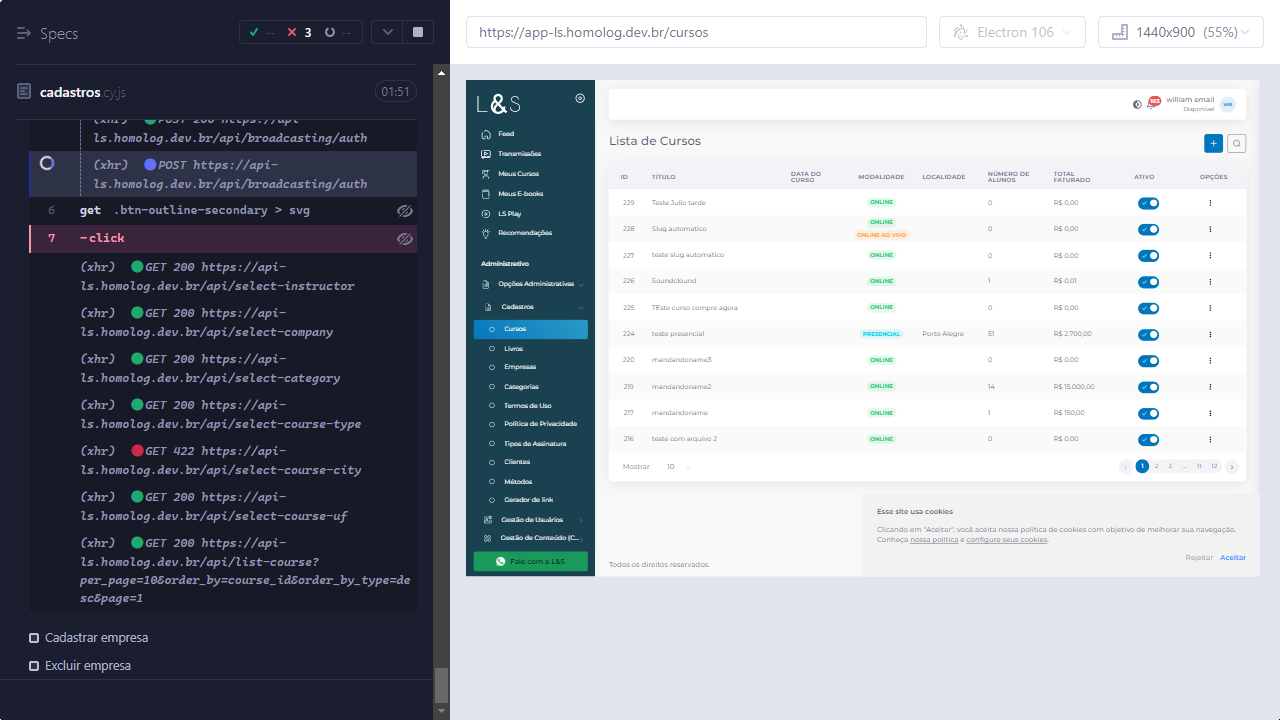 Specs
-- 3 --
cadastros cy.js 01:51
(xhr) POST 200 https://api-
ls.homolog.dev.br/api/broadcasting/auth
(xhr) POST https://api-
ls.homolog.dev.br/api/broadcasting/auth
6 get .btn-outline-secondary > svg
7 -click
(xhr) GET 200 https://api-
ls.homolog.dev.br/api/select-instructor
(xhr) GET 200 https://api-
ls.homolog.dev.br/api/select-company
(xhr) GET 200 https://api-
ls.homolog.dev.br/api/select-category
(xhr) GET 200 https://api-
ls.homolog.dev.br/api/select-course-type
(xhr) GET 422 https://api-
ls.homolog.dev.br/api/select-course-city
(xhr) GET 200 https://api-
ls.homolog.dev.br/api/select-course-uf
(xhr) GET 200 https://api-
ls.homolog.dev.br/api/list-course?
per_page=10&order_by=course_id&order_by_type=de
sc&page=1
Cadastrar empresa
Excluir empresa
https://app-ls.homolog.dev.br/cursos
Electron 106
1440x900 (55%)
L&S
Feed
Transmissões
Meus Cursos
Meus E-books
LS Play
Recomendações
Administrativo
Opções Administrativas
Cadastros
Cursos
Livros
Empresas
Categorias
Termos de Uso
Política de Privacidade
Tipos de Assinatura
Clientes
Métodos
Gerador de link
Gestão de Usuários
Gestão de Conteúdo (C...
Fale com a L&S
william email
Disponível
we
Lista de Cursos
+
ID TÍTULO DATA DO CURSO MODALIDADE LOCALIDADE NÚMERO DE ALUNOS TOTAL FATURADO ATIVO OPÇÕES
229 Teste Julio tarde ONLINE 0 R$ 0,00
228 Slug automatico ONLINE ONLINE AO VIVO 0 R$ 0,00
227 teste slug automatico ONLINE 0 R$ 0,00
226 Soundclound ONLINE 1 R$ 0,01
225 TEste curso compre agora ONLINE 0 R$ 0,00
224 teste presencial PRESENCIAL Porto Alegre 51 R$ 2.700,00
220 mandandoname3 ONLINE 0 R$ 0,00
219 mandandoname2 ONLINE 14 R$ 15.000,00
217 mandandoname ONLINE 1 R$ 150,00
216 teste com arquivo 2 ONLINE 0 R$ 0,00
Mostrar 10
‹ 1 2 3 ... 11 12 ›
Esse site usa cookies
Clicando em "Aceitar", você aceita nossa política de cookies com objetivo de melhorar sua navegação.
Conheça nossa política e configure seus cookies.
Rejeitar Aceitar
Todos os direitos reservados.